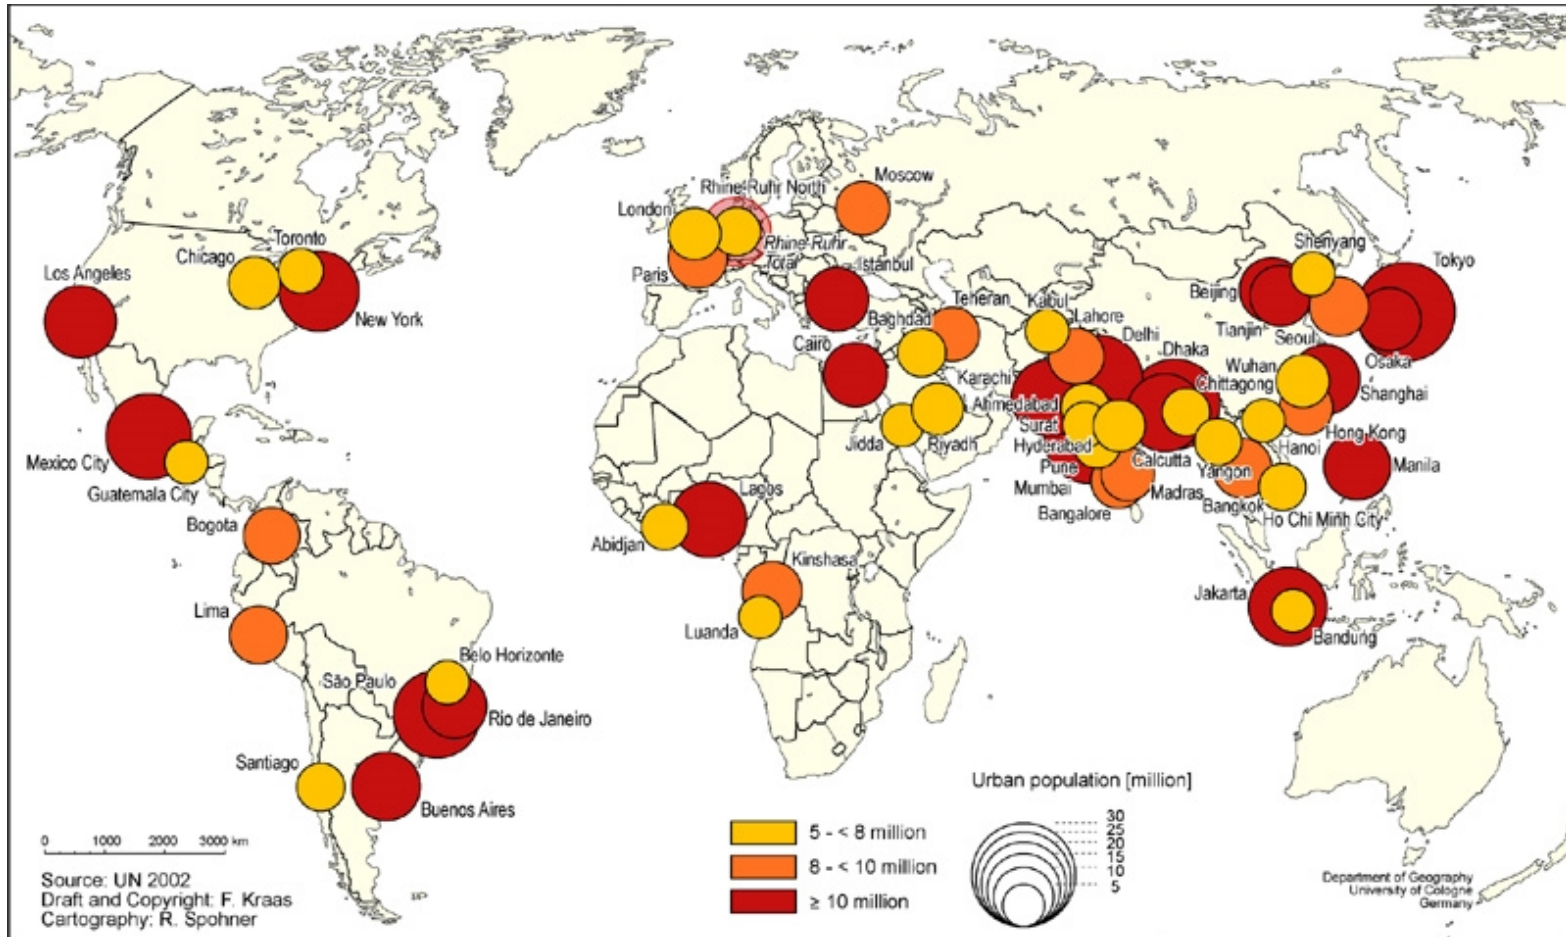 Los Angeles
Chicago
Toronto
New York
Mexico City
Guatemala City
Bogota
Lima
Belo Horizonte
São Paulo
Rio de Janeiro
Santiago
Buenos Aires
Rhine-Ruhr North
London
Rhine-Ruhr
Total
Paris
Moscow
Istanbul
Baghdad
Teheran
Cairo
Jidda
Riyadh
Lagos
Abidjan
Kinshasa
Luanda
Kabul
Lahore
Delhi
Dhaka
Karachi
Ahmedabad
Surat
Hyderabad
Pune
Mumbai
Bangalore
Madras
Calcutta
Chittagong
Yangon
Bangkok
Hanoi
Ho Chi Minh City
Shenyang
Beijing
Tianjin
Seoul
Tokyo
Osaka
Wuhan
Shanghai
Hong Kong
Manila
Jakarta
Bandung
0 1000 2000 3000 km
Source: UN 2002
Draft and Copyright: F. Kraas
Cartography: R. Spohner
5 - < 8 million
8 - < 10 million
≥ 10 million
Urban population [million]
30
25
20
15
10
5
Department of Geography
University of Cologne
Germany